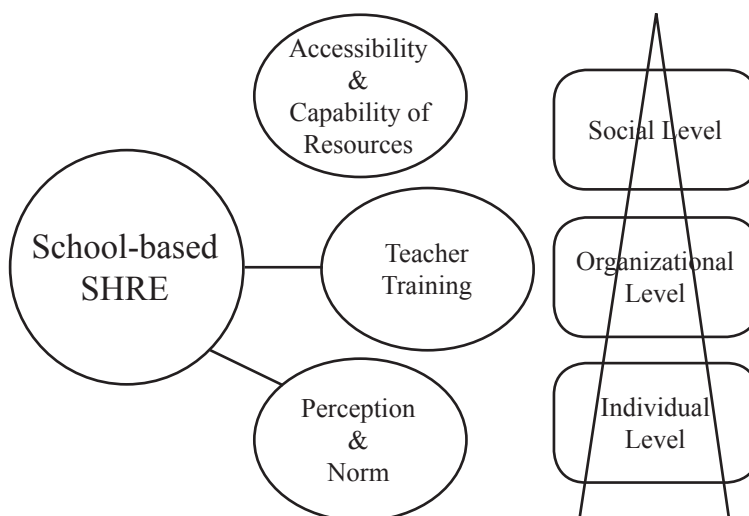 Accessibility
&
Capability of
Resources
Social Level
School-based
SHRE
Teacher
Training
Organizational
Level
Perception
&
Norm
Individual
Level